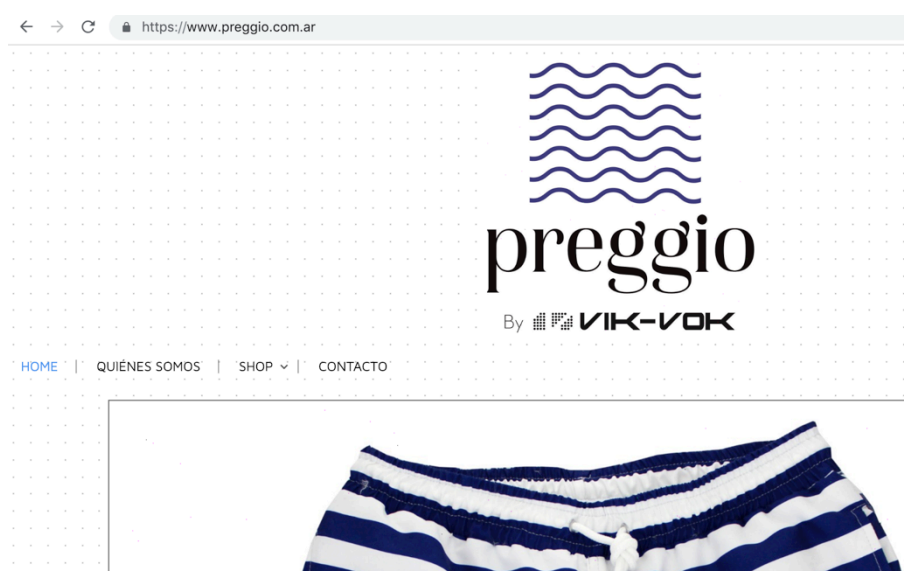 https://www.preggio.com.ar
preggio
By VIK-VOK
HOME | QUIÉNES SOMOS | SHOP | CONTACTO